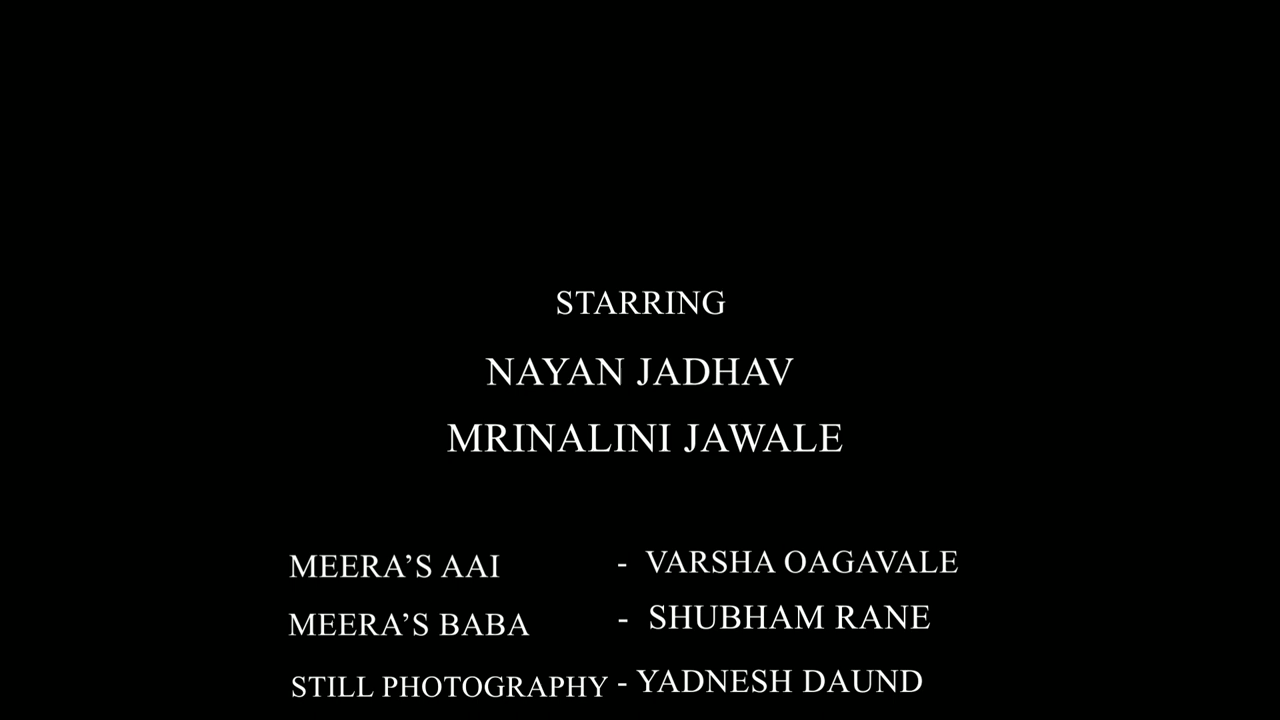 STARRING
NAYAN JADHAV
MRINALINI JAWALE
MEERA’S AAI - VARSHA OAGAVALE
MEERA’S BABA - SHUBHAM RANE
STILL PHOTOGRAPHY - YADNESH DAUND